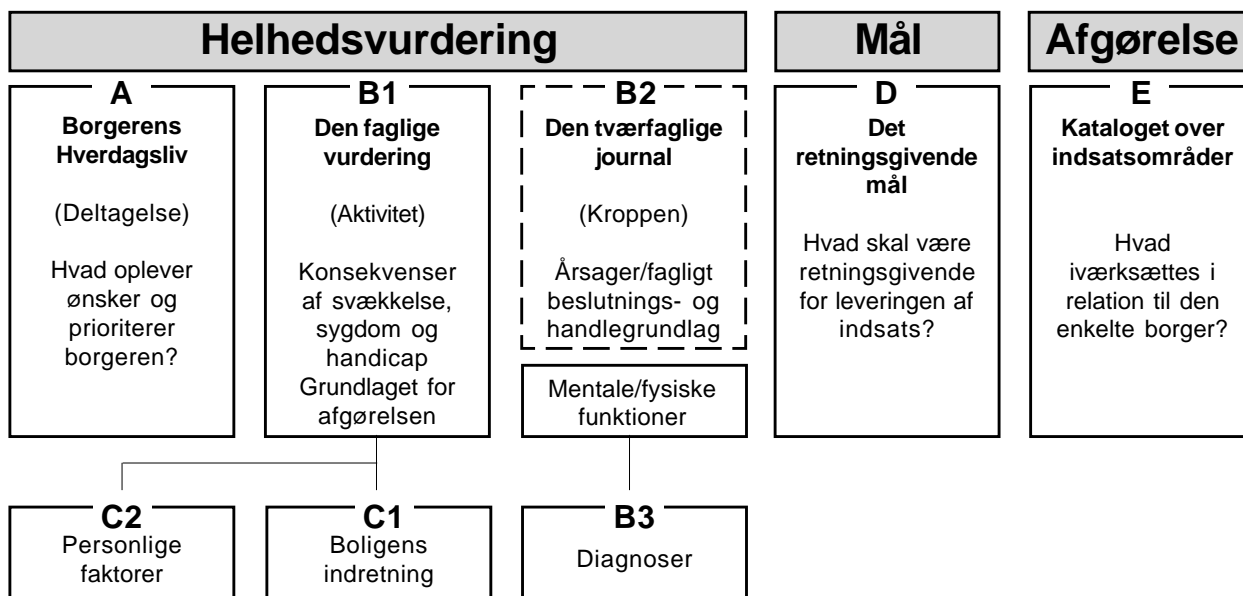 Helhedsvurdering
Mål
Afgørelse
A
Borgerens
Hverdagsliv
(Deltagelse)
Hvad oplever
ønsker og
prioriterer
borgeren?
B1
Den faglige
vurdering
(Aktivitet)
Konsekvenser
af svækkelse,
sygdom og
handicap
Grundlaget for
afgørelsen
B2
Den tværfaglige
journal
(Kroppen)
Årsager/fagligt
beslutnings- og
handlegrundlag
Mentale/fysiske
funktioner
D
Det
retningsgivende
mål
Hvad skal være
retningsgivende
for leveringen af
indsats?
E
Kataloget over
indsatsområder
Hvad
iværksættes i
relation til den
enkelte borger?
C2
Personlige
faktorer
C1
Boligens
indretning
B3
Diagnoser